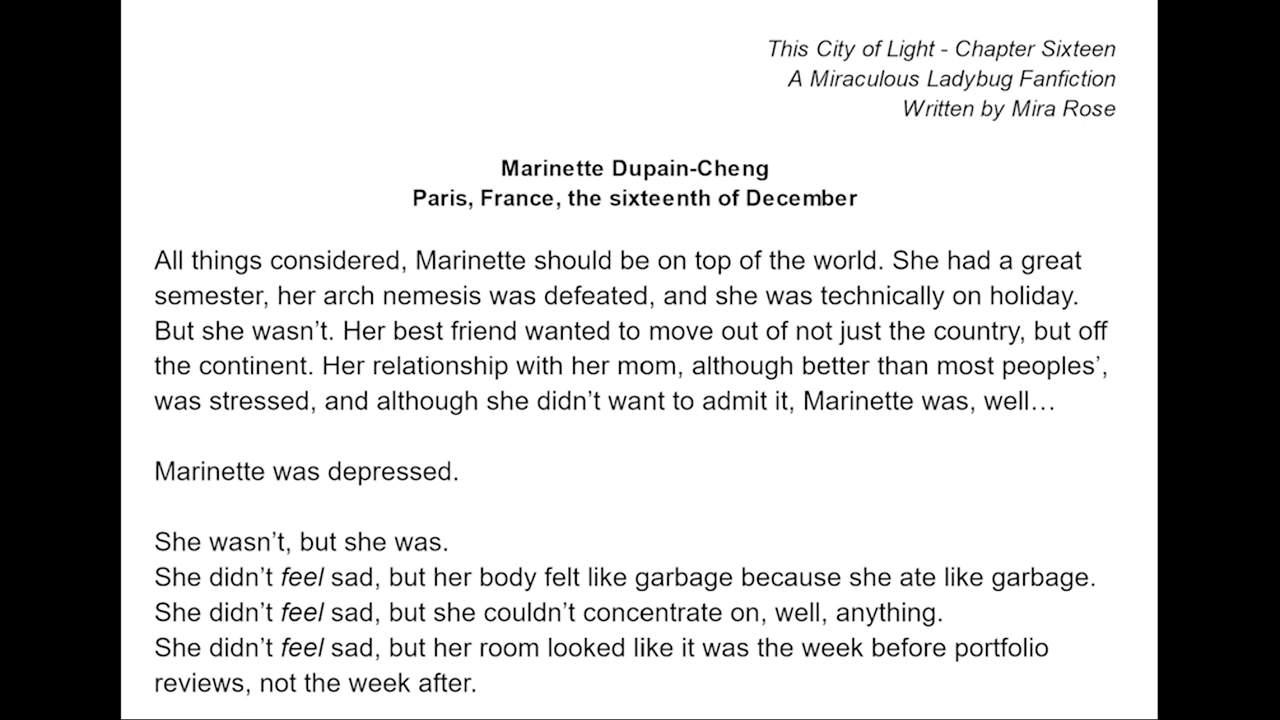 This City of Light - Chapter Sixteen
A Miraculous Ladybug Fanfiction
Written by Mira Rose
Marinette Dupain-Cheng
Paris, France, the sixteenth of December
All things considered, Marinette should be on top of the world. She had a great
semester, her arch nemesis was defeated, and she was technically on holiday.
But she wasn’t. Her best friend wanted to move out of not just the country, but off
the continent. Her relationship with her mom, although better than most peoples’,
was stressed, and although she didn’t want to admit it, Marinette was, well…
Marinette was depressed.
She wasn’t, but she was.
She didn’t feel sad, but her body felt like garbage because she ate like garbage.
She didn’t feel sad, but she couldn’t concentrate on, well, anything.
She didn’t feel sad, but her room looked like it was the week before portfolio
reviews, not the week after.